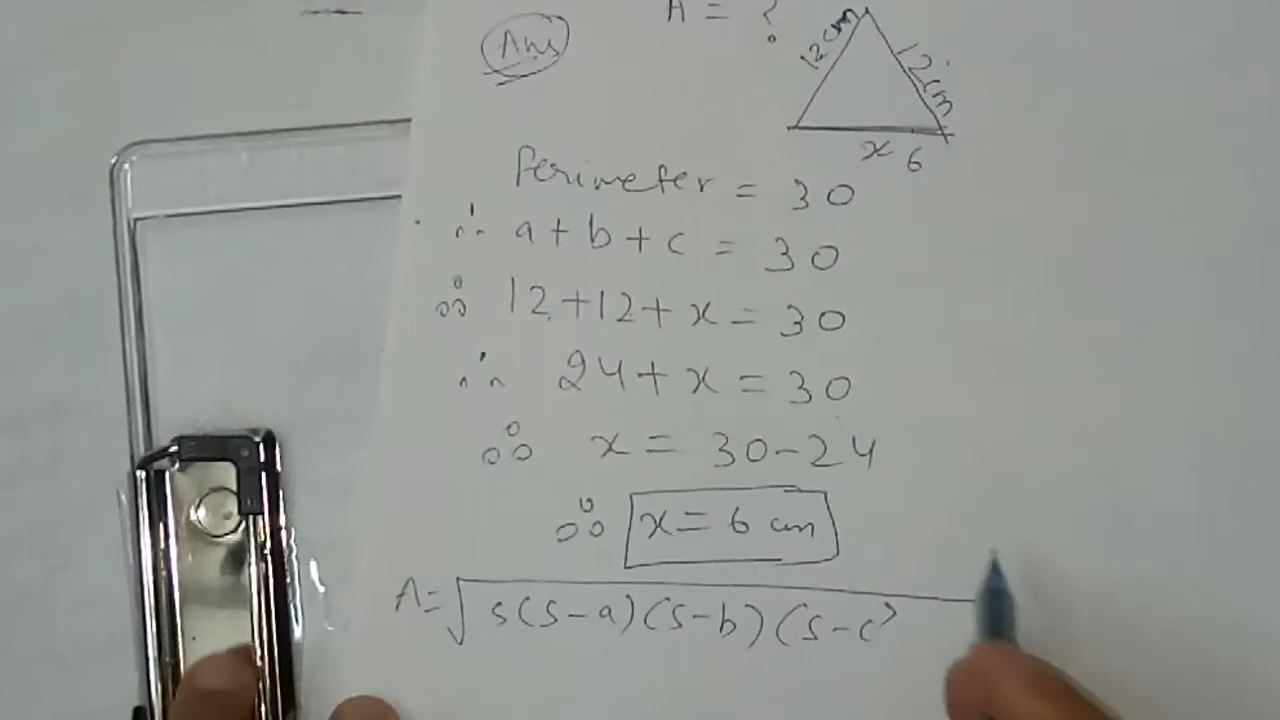 A = ?
Ans
12 cm
12 cm
x 6
Perimeter = 30
∴ a + b + c = 30
∴ 12 + 12 + x = 30
∴ 24 + x = 30
∴ x = 30 - 24
∴ x = 6 cm
A = √s(s-a)(s-b)(s-c)